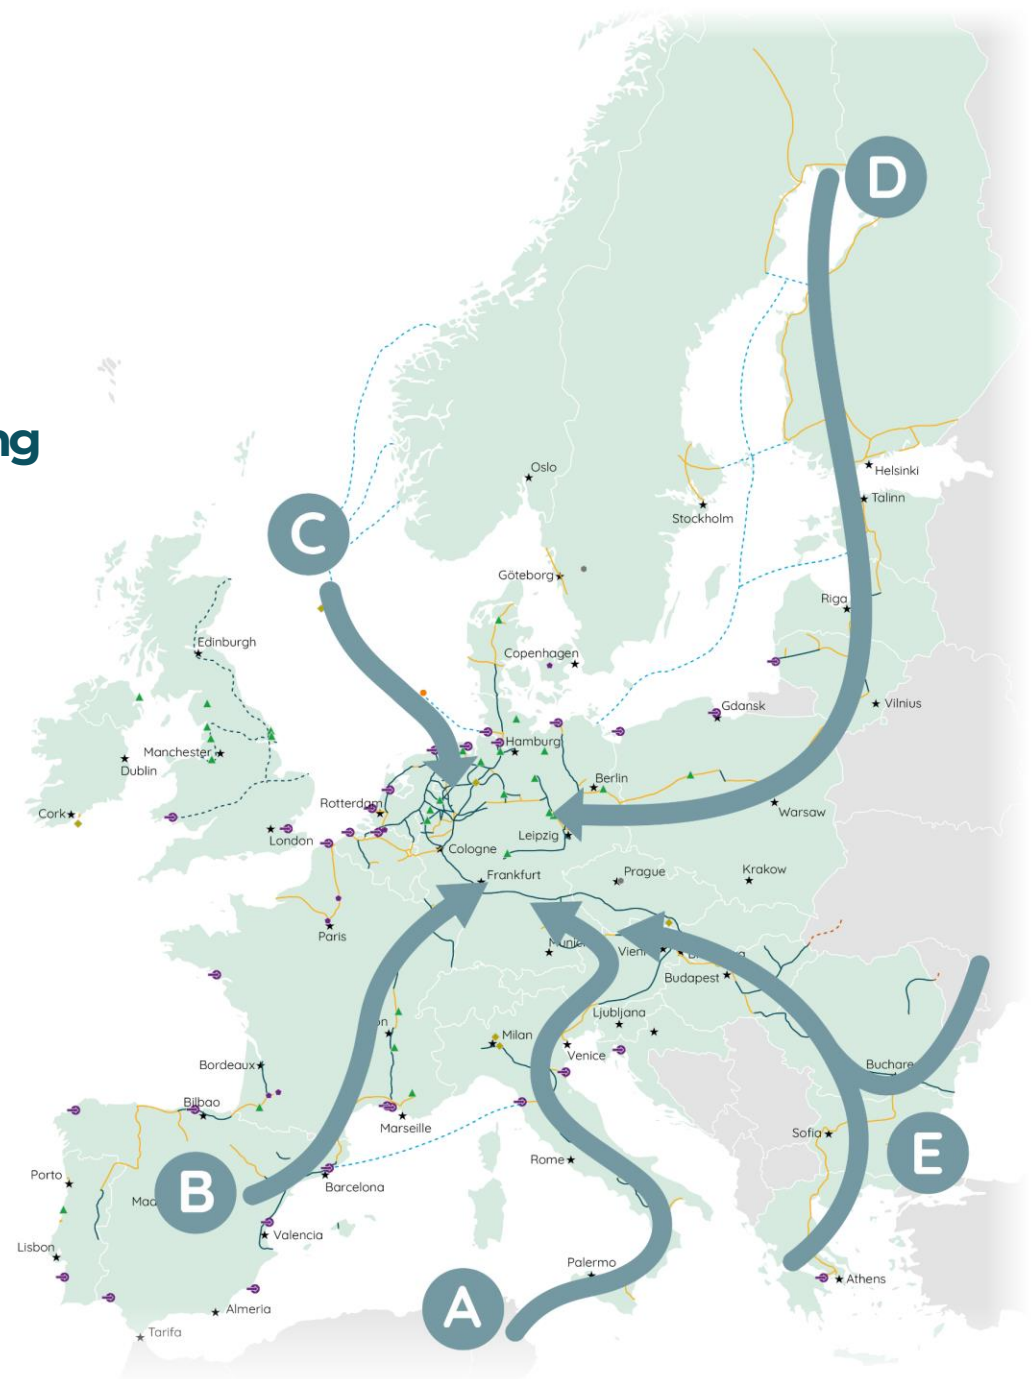 D
ng
Oslo
Helsinki
Talinn
Stockholm
C
Göteborg
Riga
Edinburgh
Copenhagen
Vilnius
Gdansk
Hamburg
Manchester
Dublin
Berlin
Rotterdam
Warsaw
Cork
London
Leipzig
Cologne
Frankfurt
Prague
Krakow
Paris
Budapest
Ljubljana
Milan
Venice
Bordeaux
Bilbao
Marseille
Sofia
E
Rome
Porto
B
Barcelona
Valencia
Lisbon
Palermo
Athens
A
Almeria
Tarifa